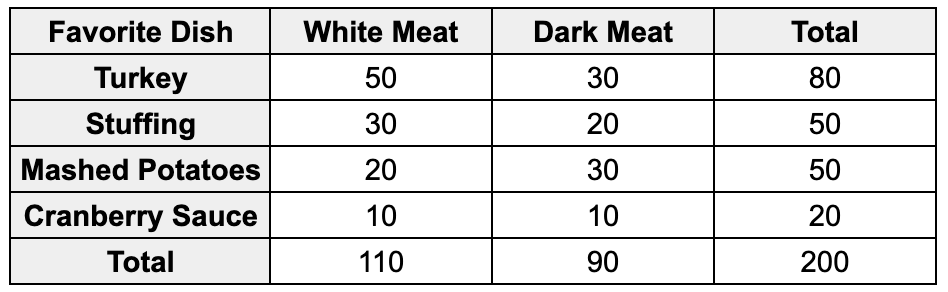 Favorite Dish White Meat Dark Meat Total
Turkey 50 30 80
Stuffing 30 20 50
Mashed Potatoes 20 30 50
Cranberry Sauce 10 10 20
Total 110 90 200